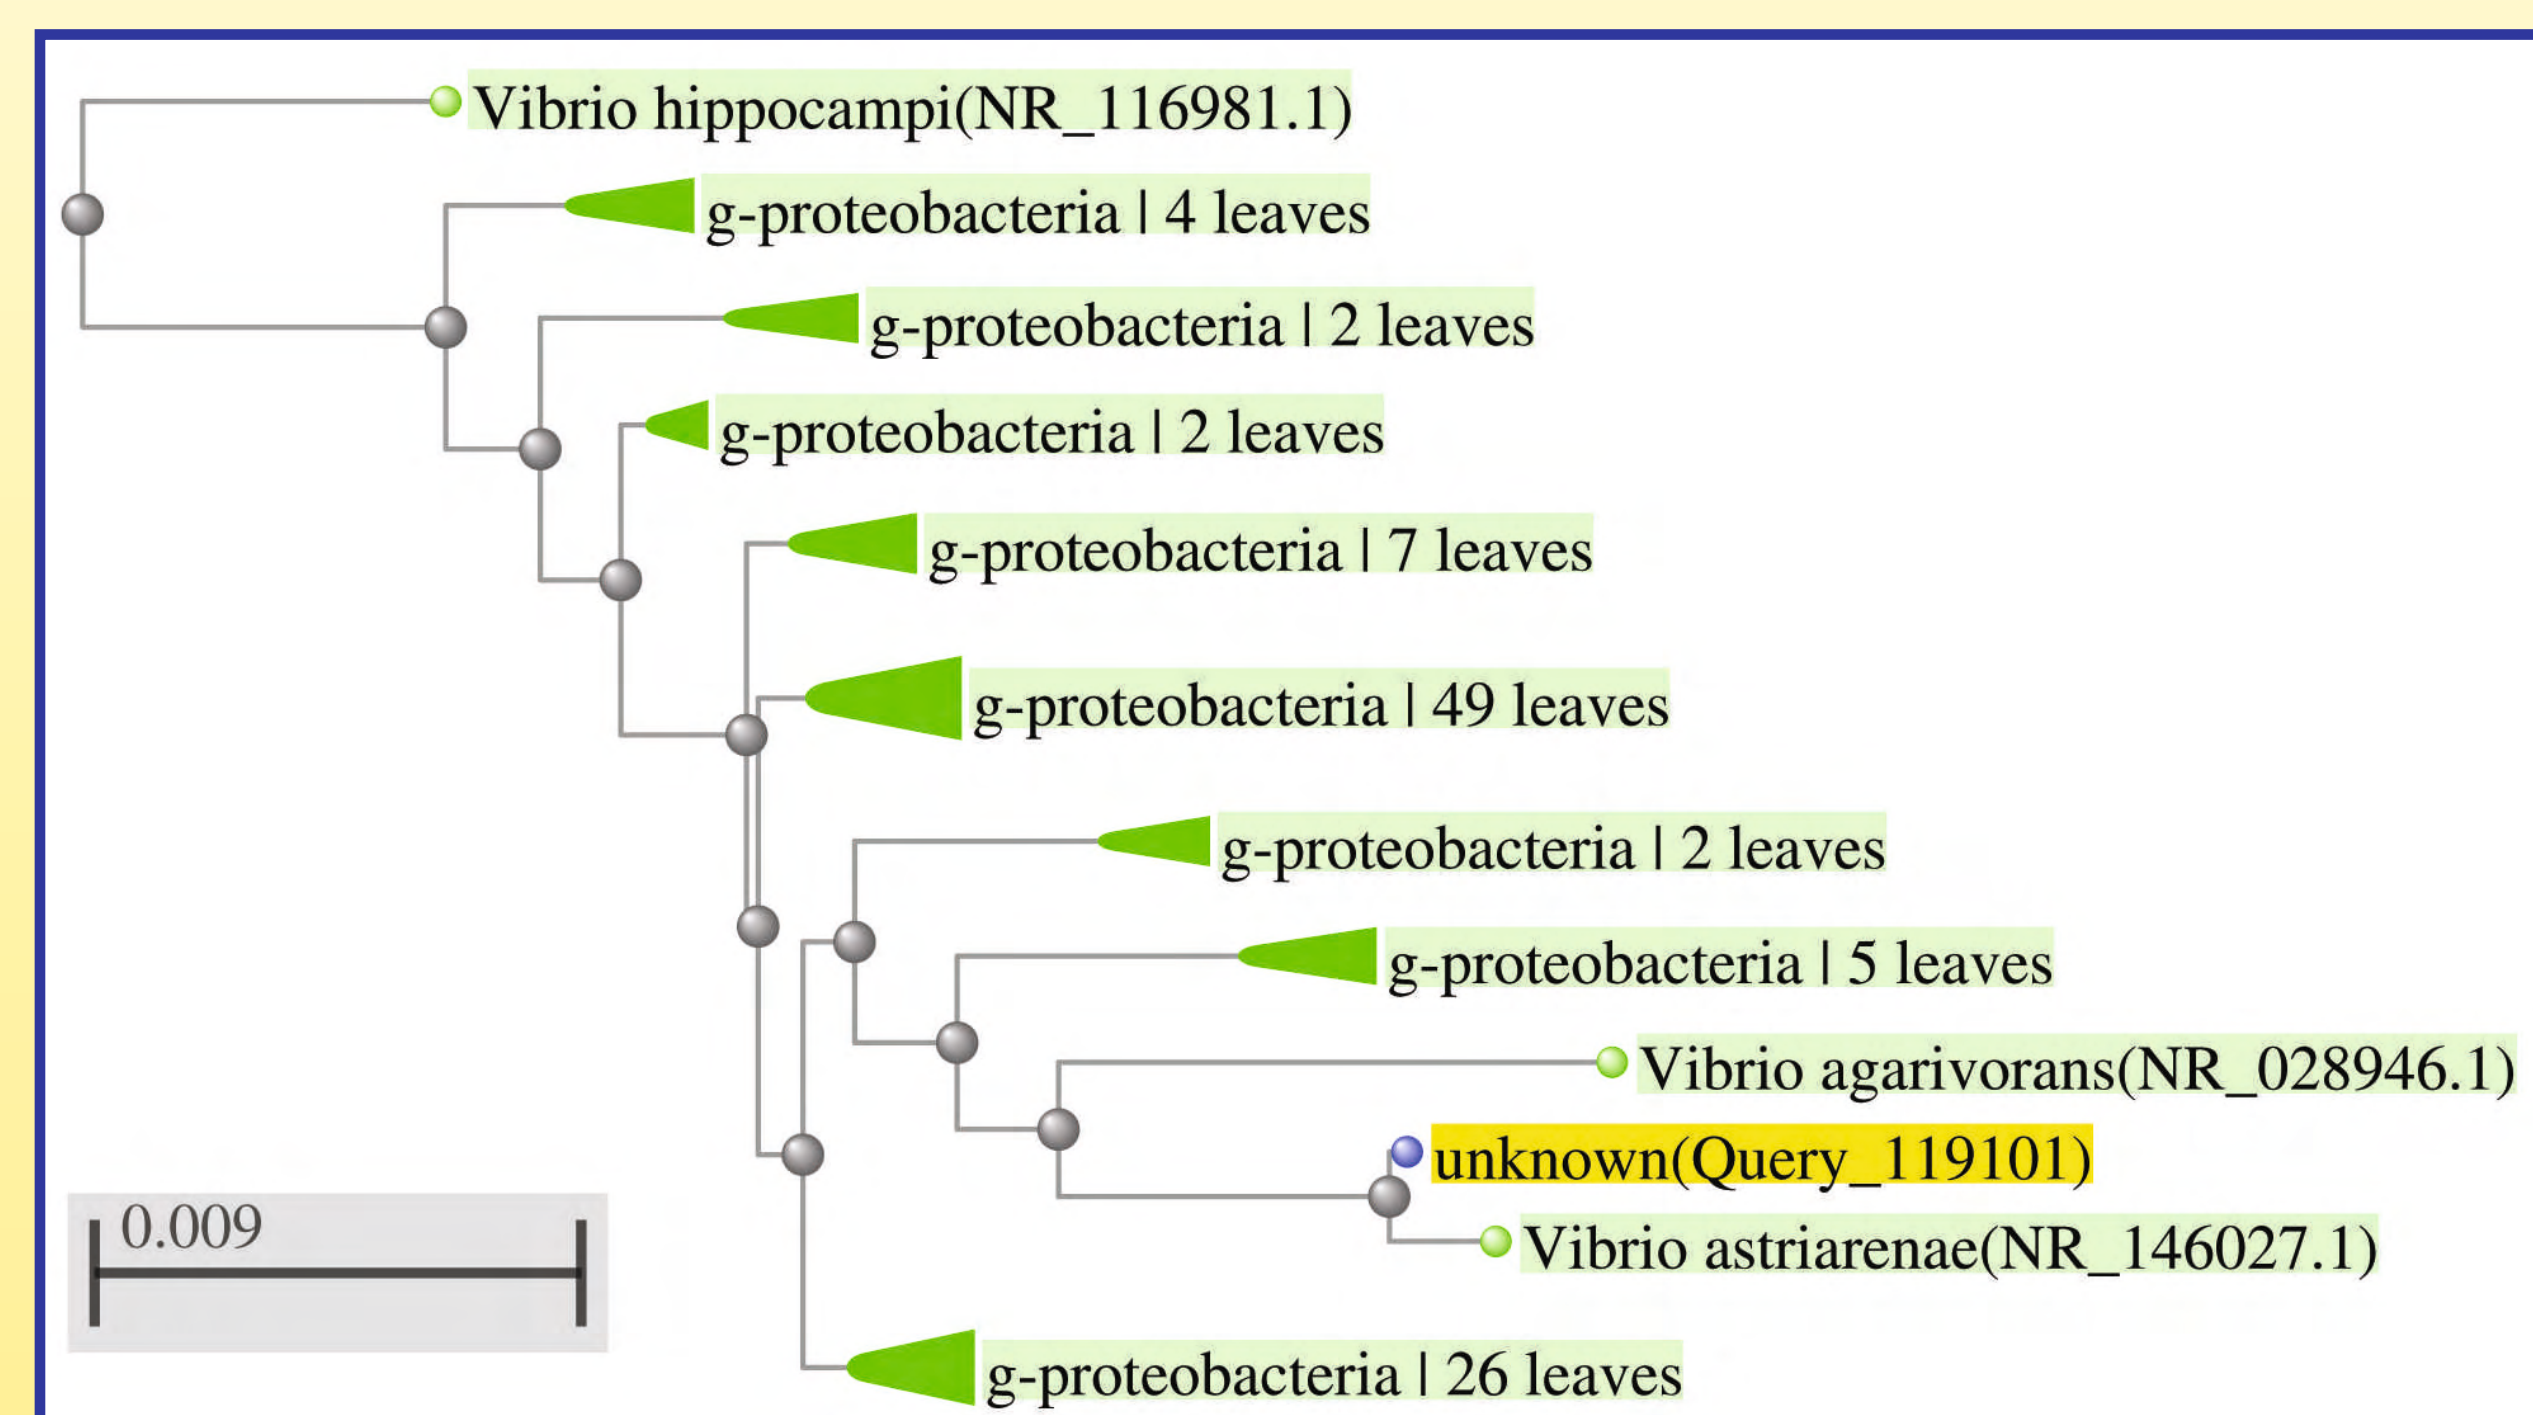 Vibrio hippocampi(NR_116981.1)
g-proteobacteria | 4 leaves
g-proteobacteria | 2 leaves
g-proteobacteria | 2 leaves
g-proteobacteria | 7 leaves
g-proteobacteria | 49 leaves
g-proteobacteria | 2 leaves
g-proteobacteria | 5 leaves
Vibrio agarivorans(NR_028946.1)
unknown(Query_119101)
Vibrio astriarenae(NR_146027.1)
0.009
g-proteobacteria | 26 leaves